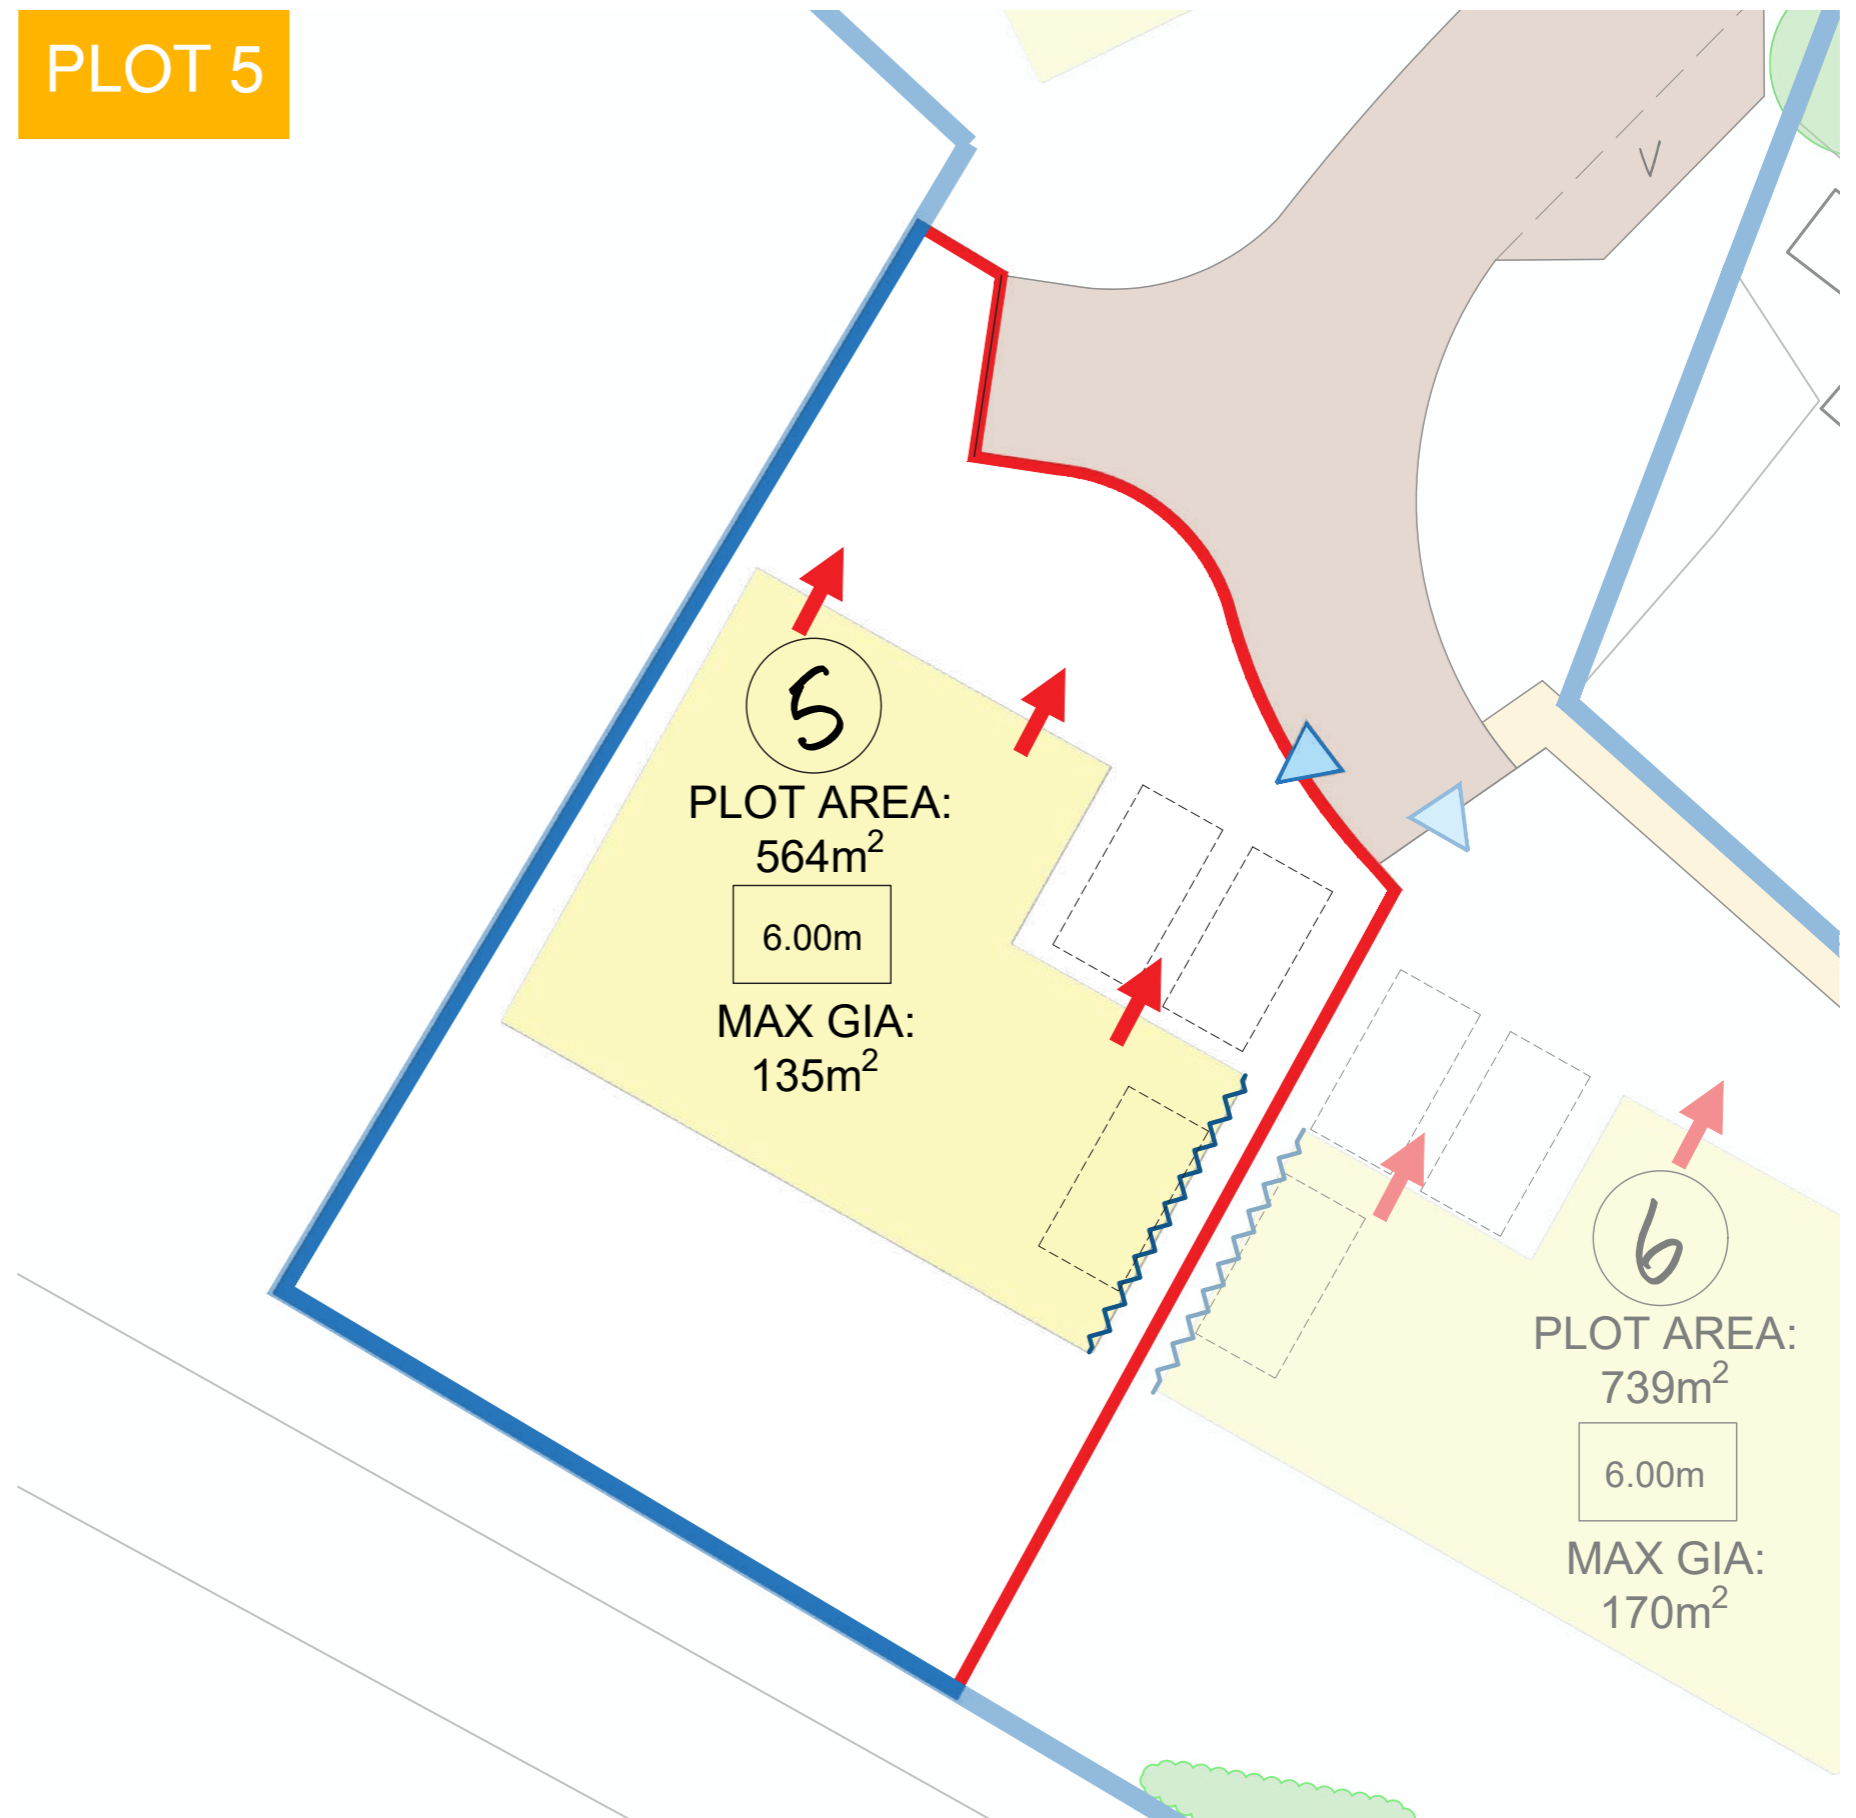 PLOT 5
V
5
PLOT AREA:
564m²
6.00m
MAX GIA:
135m²
6
PLOT AREA:
739m²
6.00m
MAX GIA:
170m²